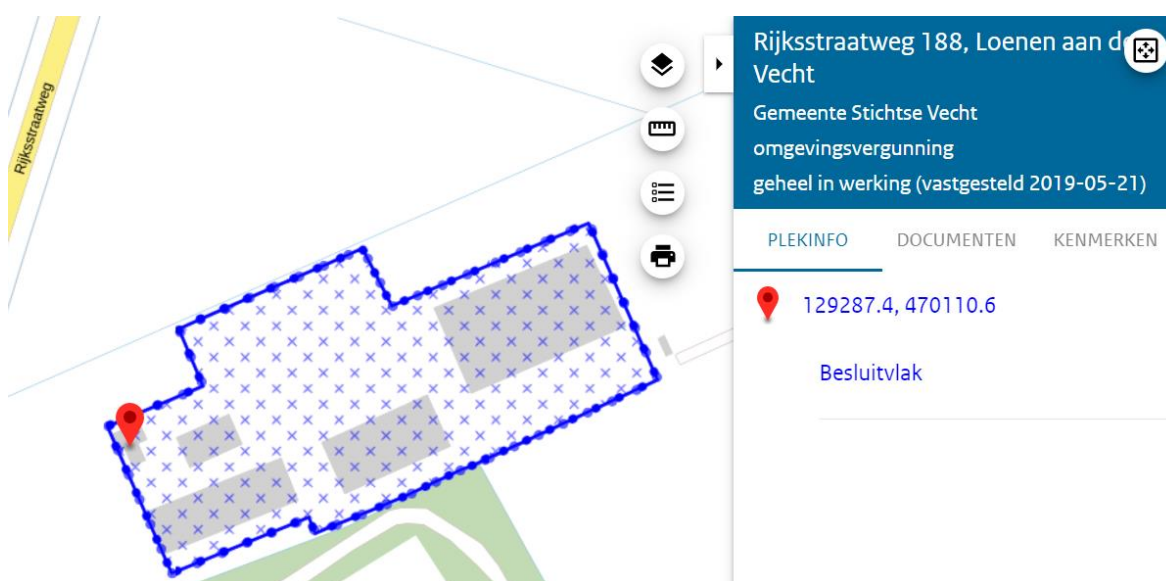 Rijksstraatweg
Rijksstraatweg 188, Loenen aan d
Vecht
Gemeente Stichtse Vecht
omgevingsvergunning
geheel in werking (vastgesteld 2019-05-21)
PLEKINFO DOCUMENTEN KENMERKEN
129287.4, 470110.6
Besluitvlak